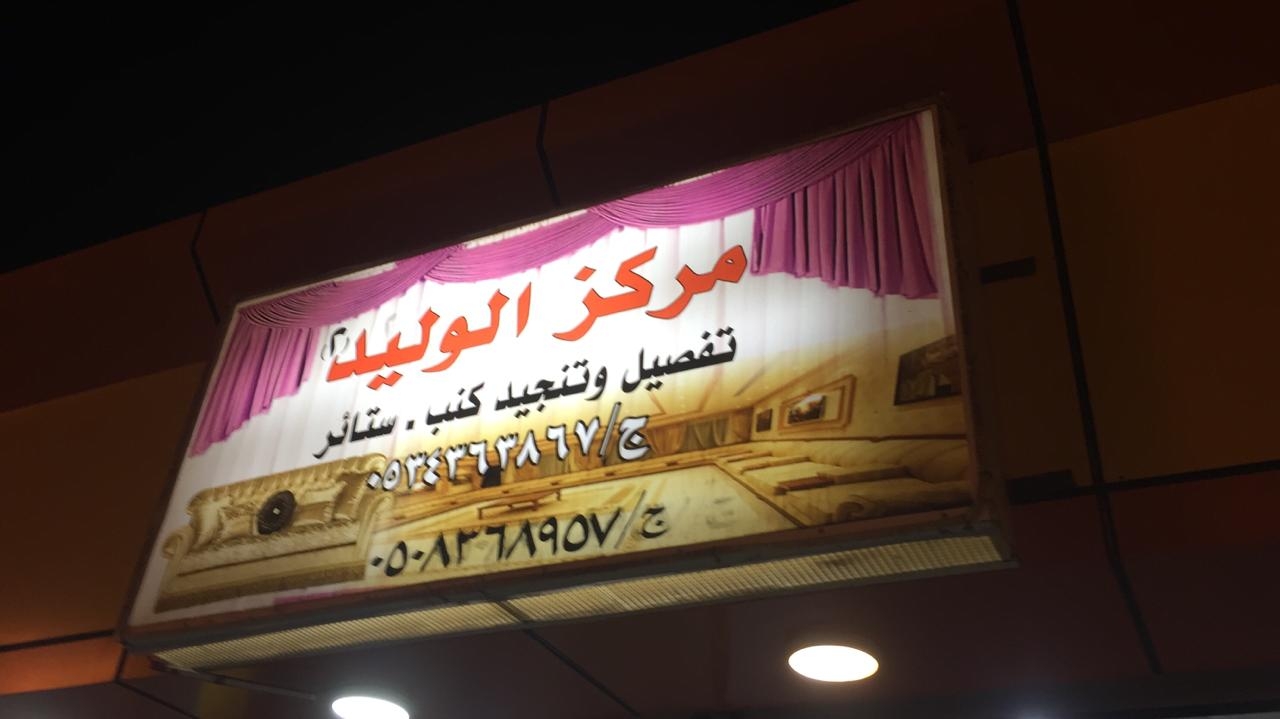 مركز الوليد (٢)
تفصيل وتنجيد كنب . ستائر
ج/٠٥٣٤٣٦٣٨٦٧
ج/٠٥٠٨٣٦٨٩٥٧